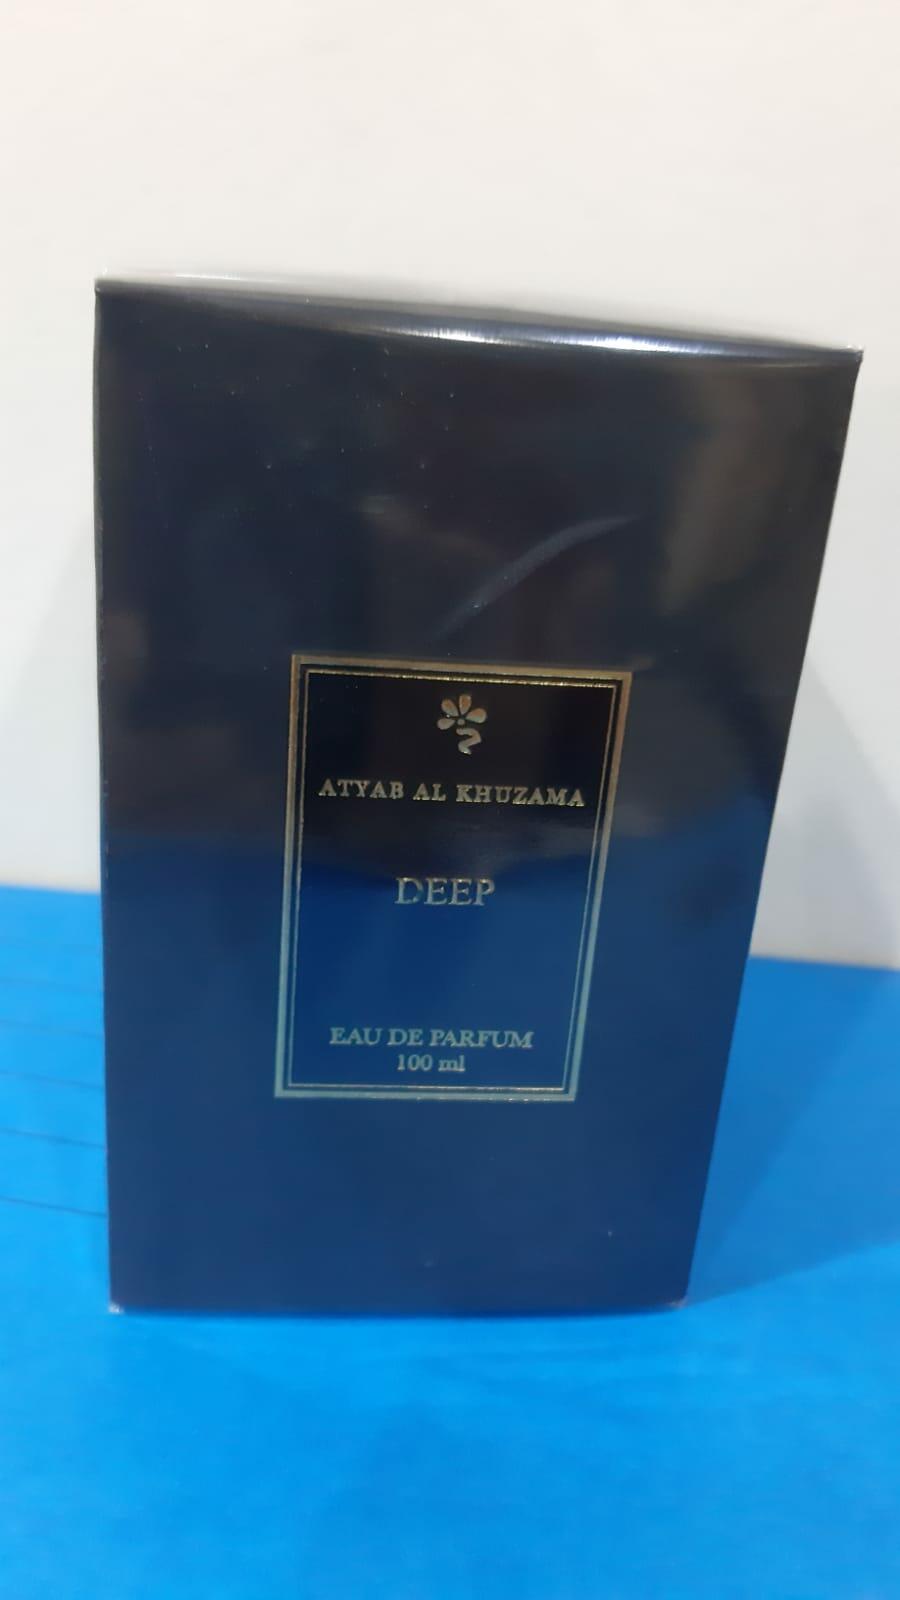 ATYAB AL KHUZAMA
DEEP
EAU DE PARFUM
100 ml